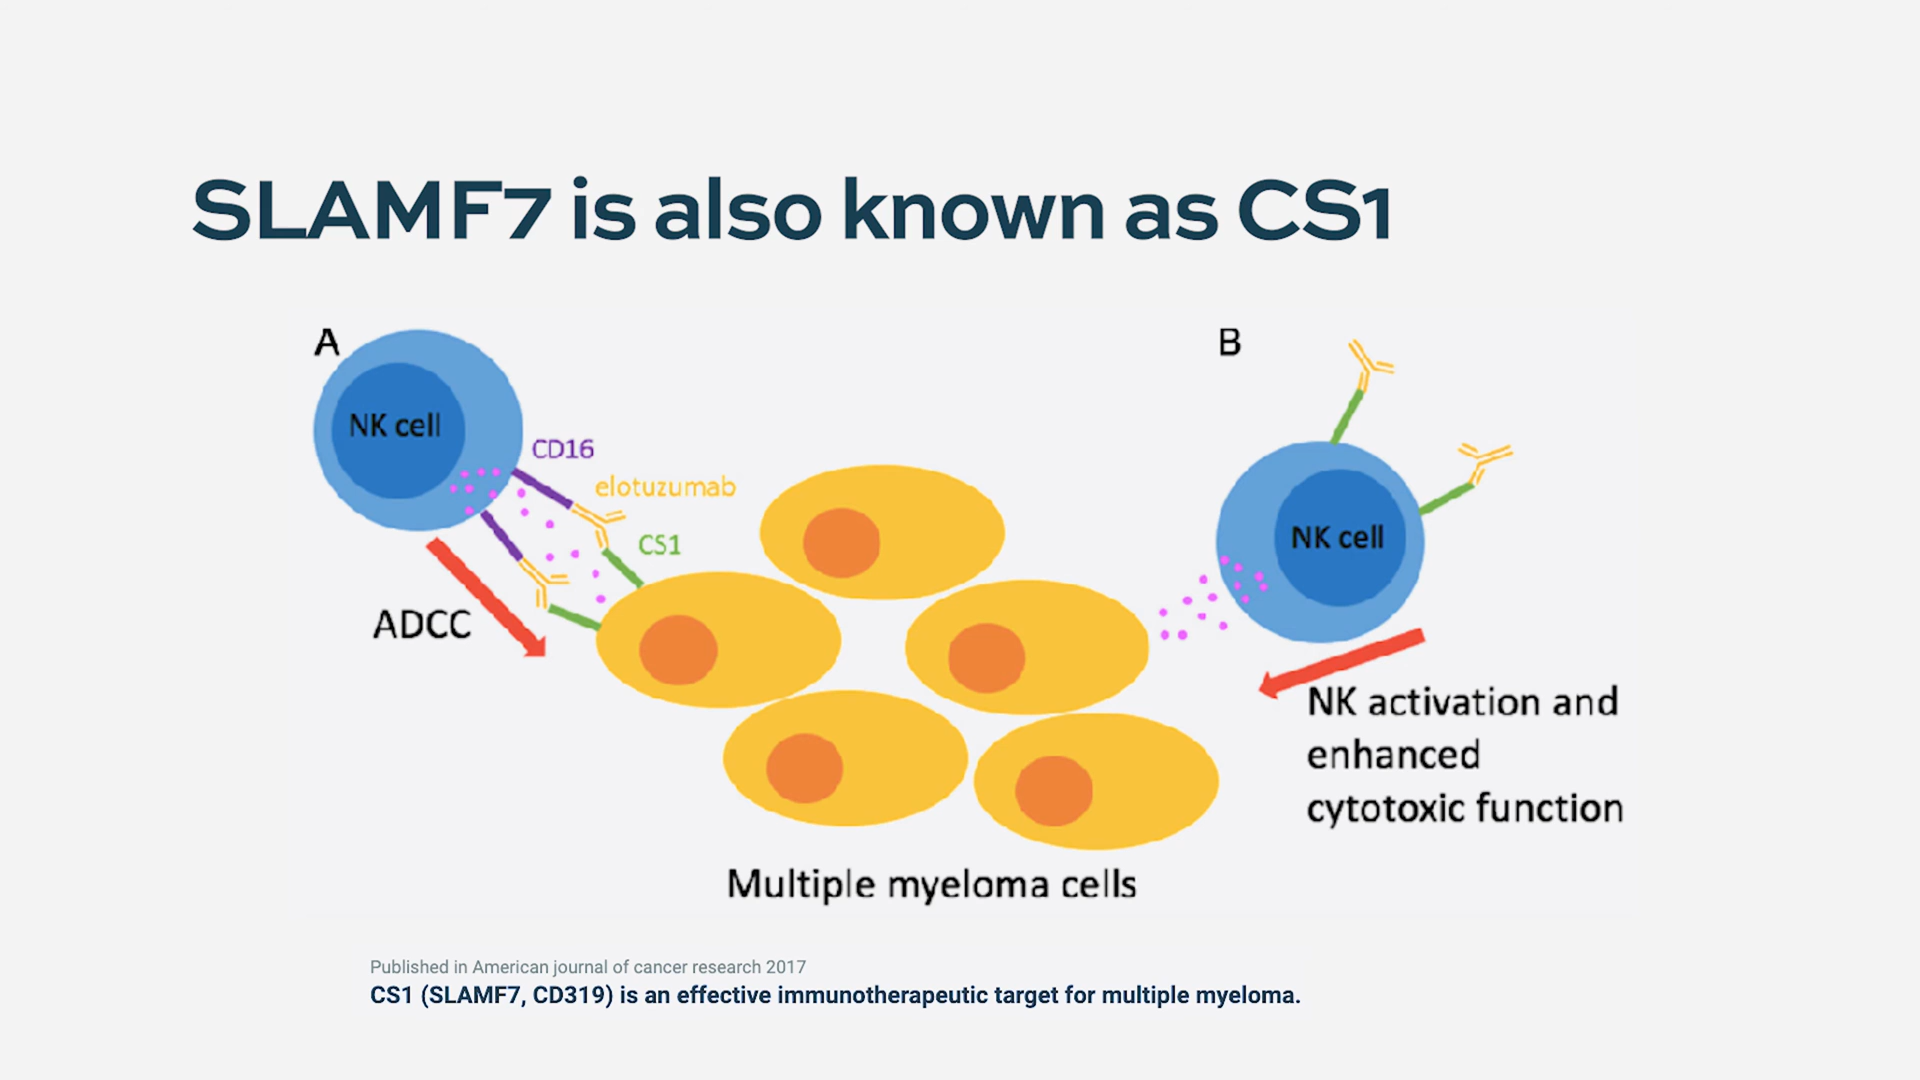 SLAMF7 is also known as CS1
A
NK cell
CD16
elotuzumab
CS1
ADCC
B
NK cell
NK activation and
enhanced
cytotoxic function
Multiple myeloma cells
Published in American journal of cancer research 2017
CS1 (SLAMF7, CD319) is an effective immunotherapeutic target for multiple myeloma.